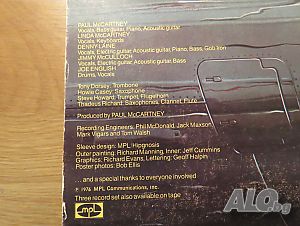 PAUL McCARTNEY
Vocals, Bass guitar, Piano, Acoustic guitar
LINDA McCARTNEY
Vocals, Keyboards
DENNY LAINE
Vocals, Electric guitar, Acoustic guitar, Piano, Bass, Gob Iron
JIMMY McCULLOCH
Vocals, Electric guitar, Acoustic guitar, Bass
JOE ENGLISH
Drums, Vocals
Tony Dorsey: Trombone
Howie Casey: Saxophone
Steve Howard: Trumpet, Flugelhorn
Thadeus Richard: Saxophones, Clarinet, Flute
Produced by PAUL McCARTNEY
Recording Engineers: Phil McDonald, Jack Maxson,
Mark Vigars and Tom Walsh
Sleeve design: MPL/Hipgnosis
Outer painting: Richard Manning, Inner: Jeff Cummins
Graphics: Richard Evans, Lettering: Geoff Halpin
Poster photos: Bob Ellis
...and a special thanks to everyone involved
℗ 1976 MPL Communications, Inc.
Three record set also available on tape
mpl
ALO.bg